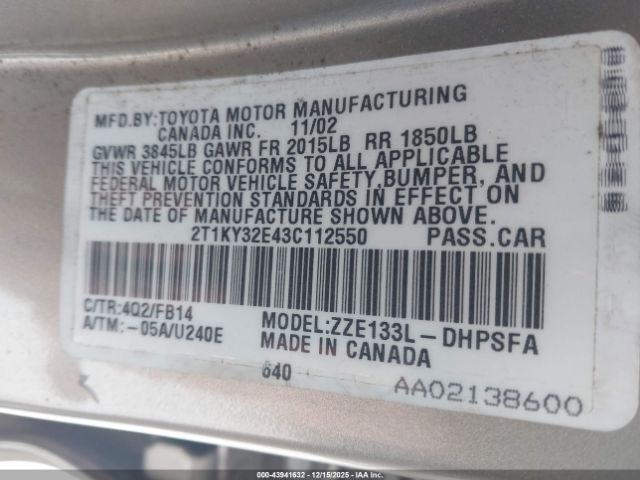 MFD.BY:TOYOTA MOTOR MANUFACTURING
CANADA INC. 11/02
GVWR 3845LB GAWR FR 2015LB RR 1850LB
THIS VEHICLE CONFORMS TO ALL APPLICABLE
FEDERAL MOTOR VEHICLE SAFETY,BUMPER, AND
THEFT PREVENTION STANDARDS IN EFFECT ON
THE DATE OF MANUFACTURE SHOWN ABOVE.
2T1KY32E43C112550 PASS.CAR
C/TR:4Q2/FB14
A/TM:-05A/U240E
MODEL:ZZE133L-DHPSFA
MADE IN CANADA
640
AA02138600
000-43941632 - 12/15/2025 - IAA Inc.